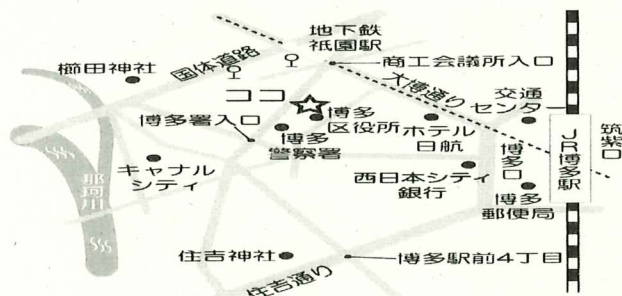 地下鉄
祇園駅
国体道路
商工会議所入口
櫛田神社
大博通り
交通
センター
ココ
博多
区役所
博多署入口
博多
警察署
ホテル
日航
JR博多駅
筑紫口
博多口
キャナル
シティ
西日本シティ
銀行
博多
郵便局
那珂川
住吉神社
博多駅前4丁目
住吉通り